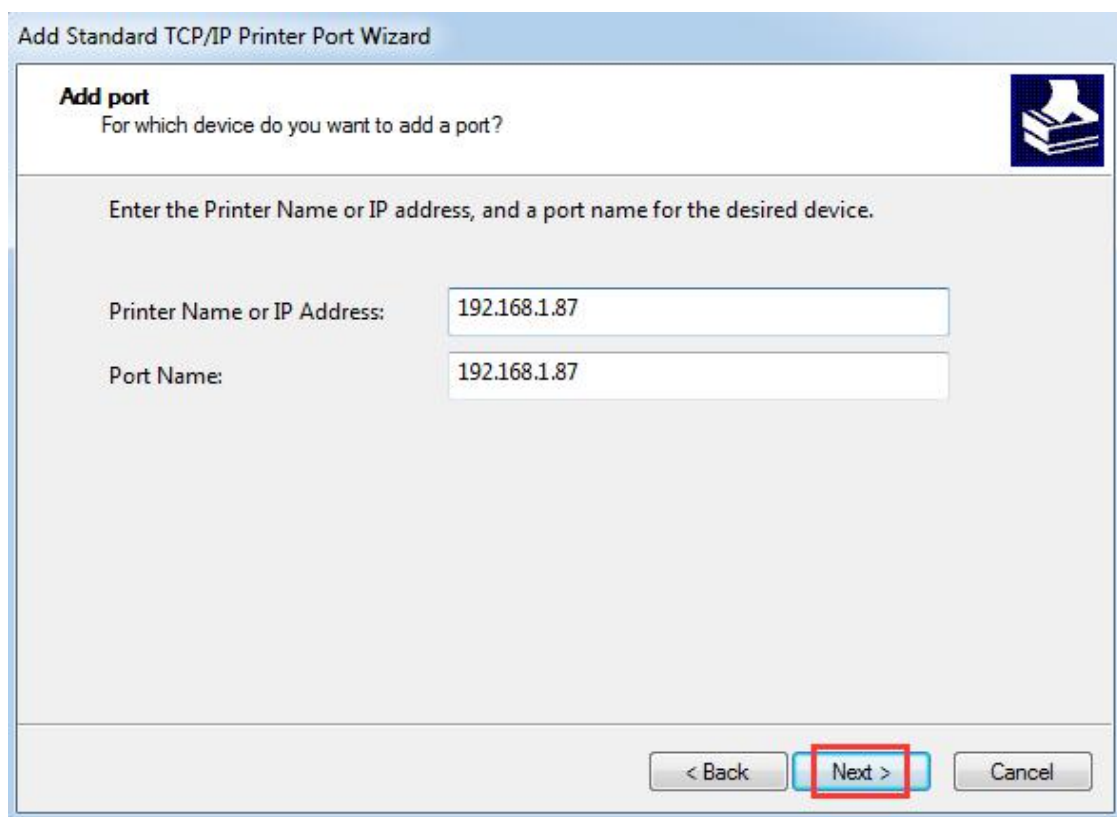 Add Standard TCP/IP Printer Port Wizard
Add port
For which device do you want to add a port?
Enter the Printer Name or IP address, and a port name for the desired device.
Printer Name or IP Address: 192.168.1.87
Port Name: 192.168.1.87
< Back Next > Cancel